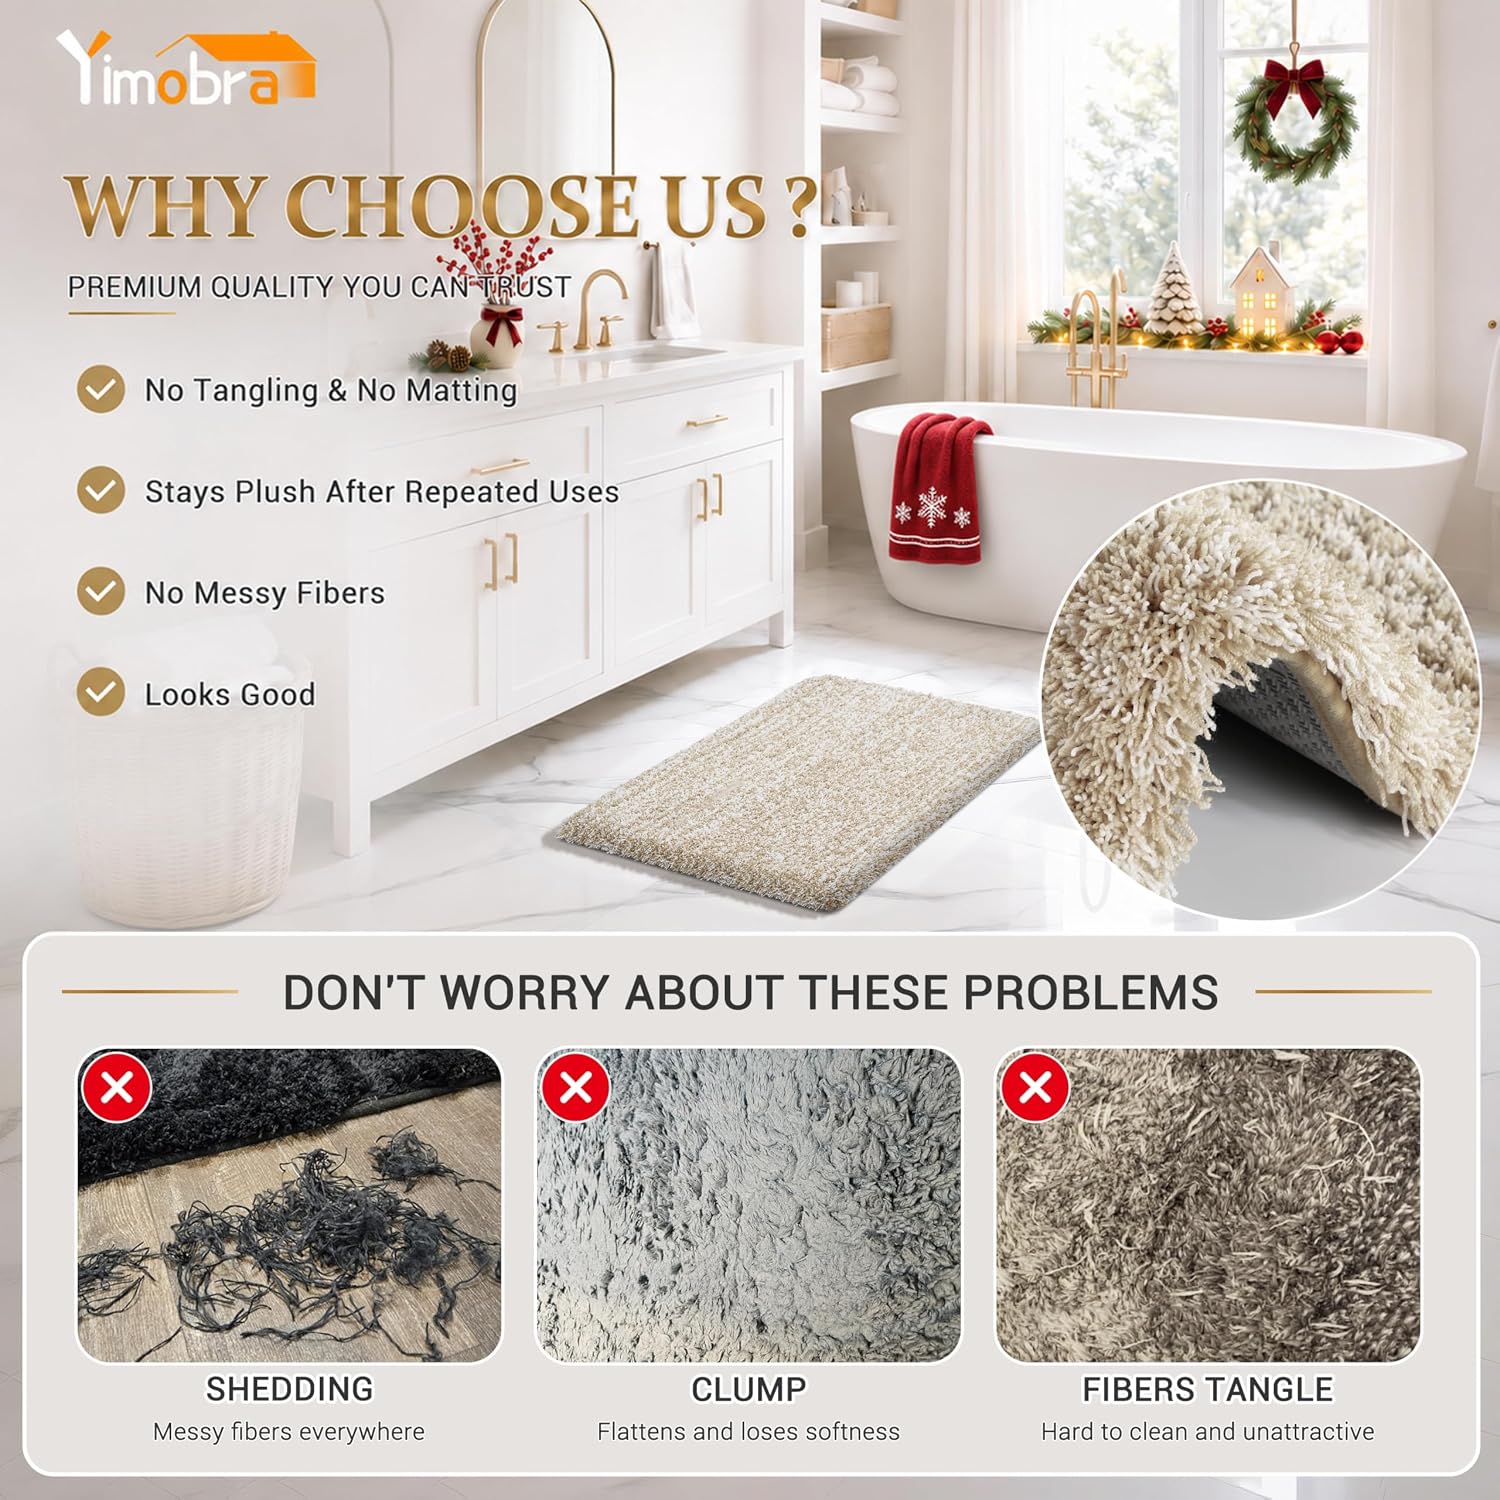 Yimobra
WHY CHOOSE US ?
PREMIUM QUALITY YOU CAN TRUST
No Tangling & No Matting
Stays Plush After Repeated Uses
No Messy Fibers
Looks Good
DON'T WORRY ABOUT THESE PROBLEMS
SHEDDING
Messy fibers everywhere
CLUMP
Flattens and loses softness
FIBERS TANGLE
Hard to clean and unattractive